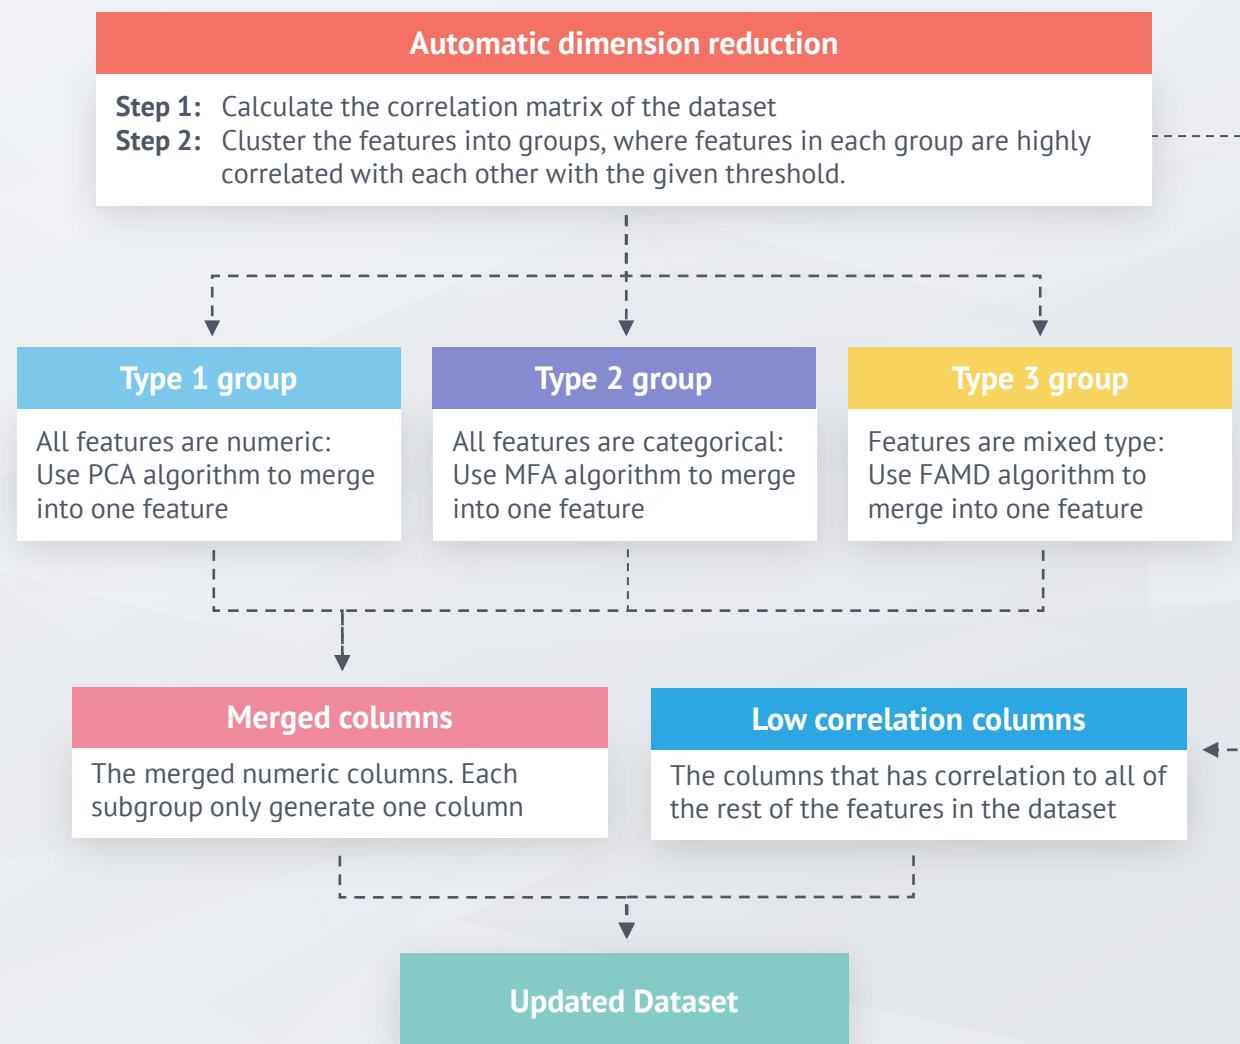 Automatic dimension reduction
Step 1: Calculate the correlation matrix of the dataset
Step 2: Cluster the features into groups, where features in each group are highly
correlated with each other with the given threshold.
Type 1 group
All features are numeric:
Use PCA algorithm to merge
into one feature
Type 2 group
All features are categorical:
Use MFA algorithm to merge
into one feature
Type 3 group
Features are mixed type:
Use FAMD algorithm to
merge into one feature
Merged columns
The merged numeric columns. Each
subgroup only generate one column
Low correlation columns
The columns that has correlation to all of
the rest of the features in the dataset
Updated Dataset